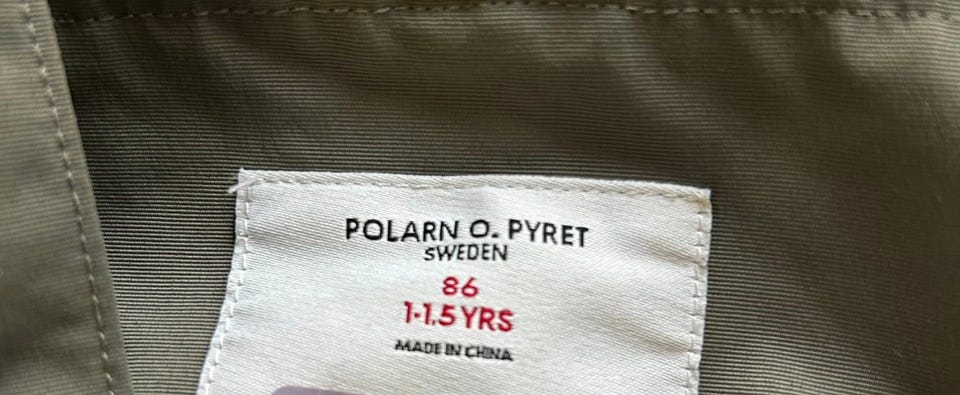 POLARN O. PYRET
SWEDEN
86
1-1,5 YRS
MADE IN CHINA